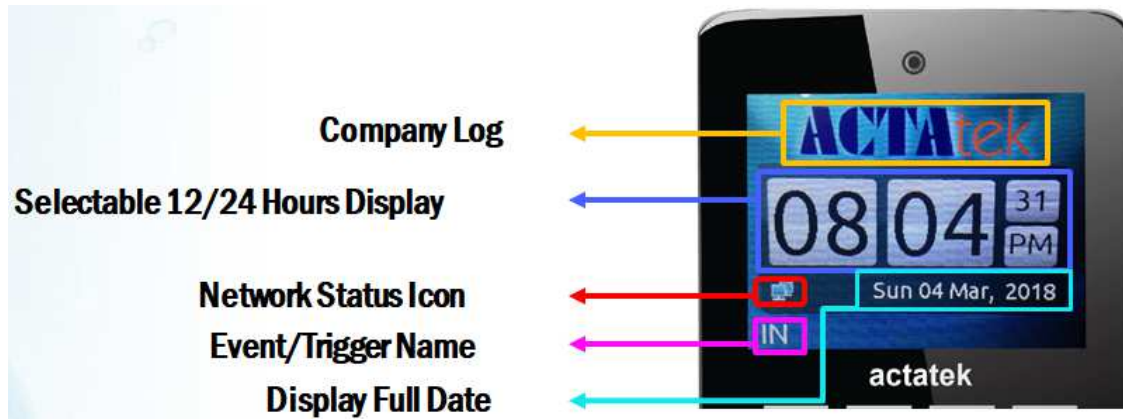 Company Log
ACTAtek
Selectable 12/24 Hours Display
08 04 31 PM
Network Status Icon
Sun 04 Mar, 2018
Event/Trigger Name
IN
Display Full Date
actatek